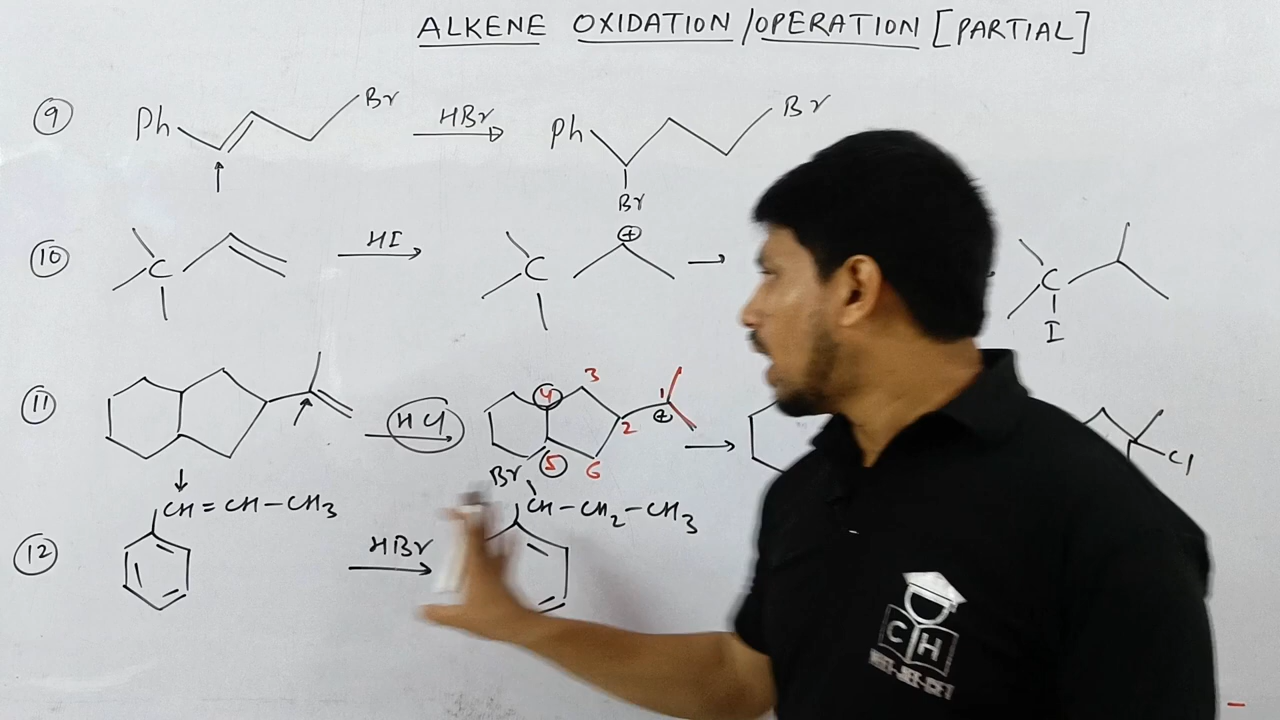 ALKENE OXIDATION/OPERATION [PARTIAL]
9 Ph Br HBr Ph Br
Br
10 C HI C + C
I
11 HCl 4 3 1 + 2 5 6 Cl
Br
CH=CH-CH3 CH-CH2-CH3
12 HBr
CH